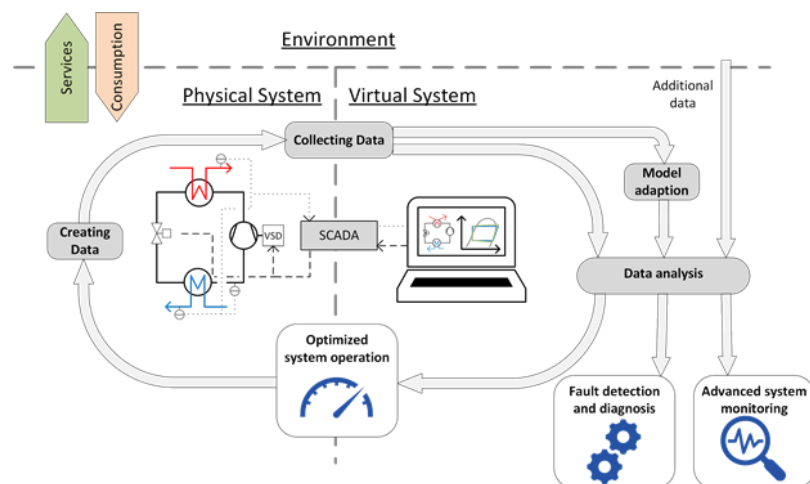 Services
Consumption
Environment
Physical System
Virtual System
Additional
data
Collecting Data
Model
adaption
Creating
Data
VSD
SCADA
Data analysis
Optimized
system operation
Fault detection
and diagnosis
Advanced system
monitoring